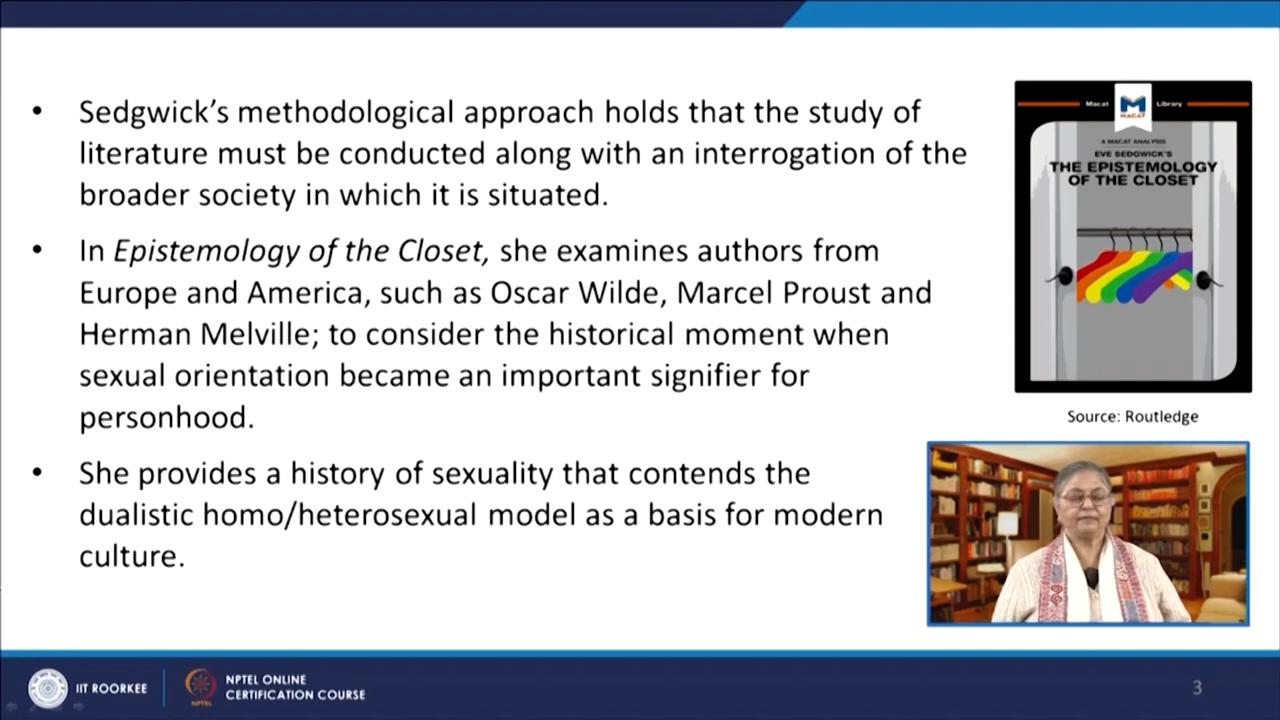 • Sedgwick’s methodological approach holds that the study of
literature must be conducted along with an interrogation of the
broader society in which it is situated.
• In Epistemology of the Closet, she examines authors from
Europe and America, such as Oscar Wilde, Marcel Proust and
Herman Melville; to consider the historical moment when
sexual orientation became an important signifier for
personhood.
• She provides a history of sexuality that contends the
dualistic homo/heterosexual model as a basis for modern
culture.
Macat Library
MACAT
A MACAT ANALYSIS
EVE SEDGWICK'S
THE EPISTEMOLOGY
OF THE CLOSET
Source: Routledge
IIT ROORKEE
NPTEL
NPTEL ONLINE
CERTIFICATION COURSE
3